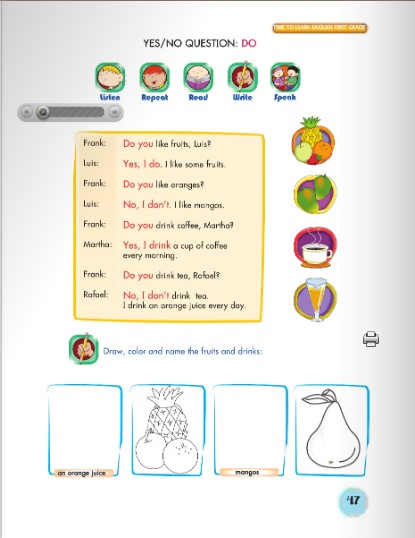 TIME TO LEARN ENGLISH FIRST GRADE
YES/NO QUESTION: DO
Listen Repeat Read Write Speak
Frank: Do you like fruits, Luis?
Luis: Yes, I do. I like some fruits.
Frank: Do you like oranges?
Luis: No, I don't. I like mangos.
Frank: Do you drink coffee, Martha?
Martha: Yes, I drink a cup of coffee
every morning.
Frank: Do you drink tea, Rafael?
Rafael: No, I don't drink tea.
I drink an orange juice every day.
Draw, color and name the fruits and drinks:
an orange juice
mangos
47